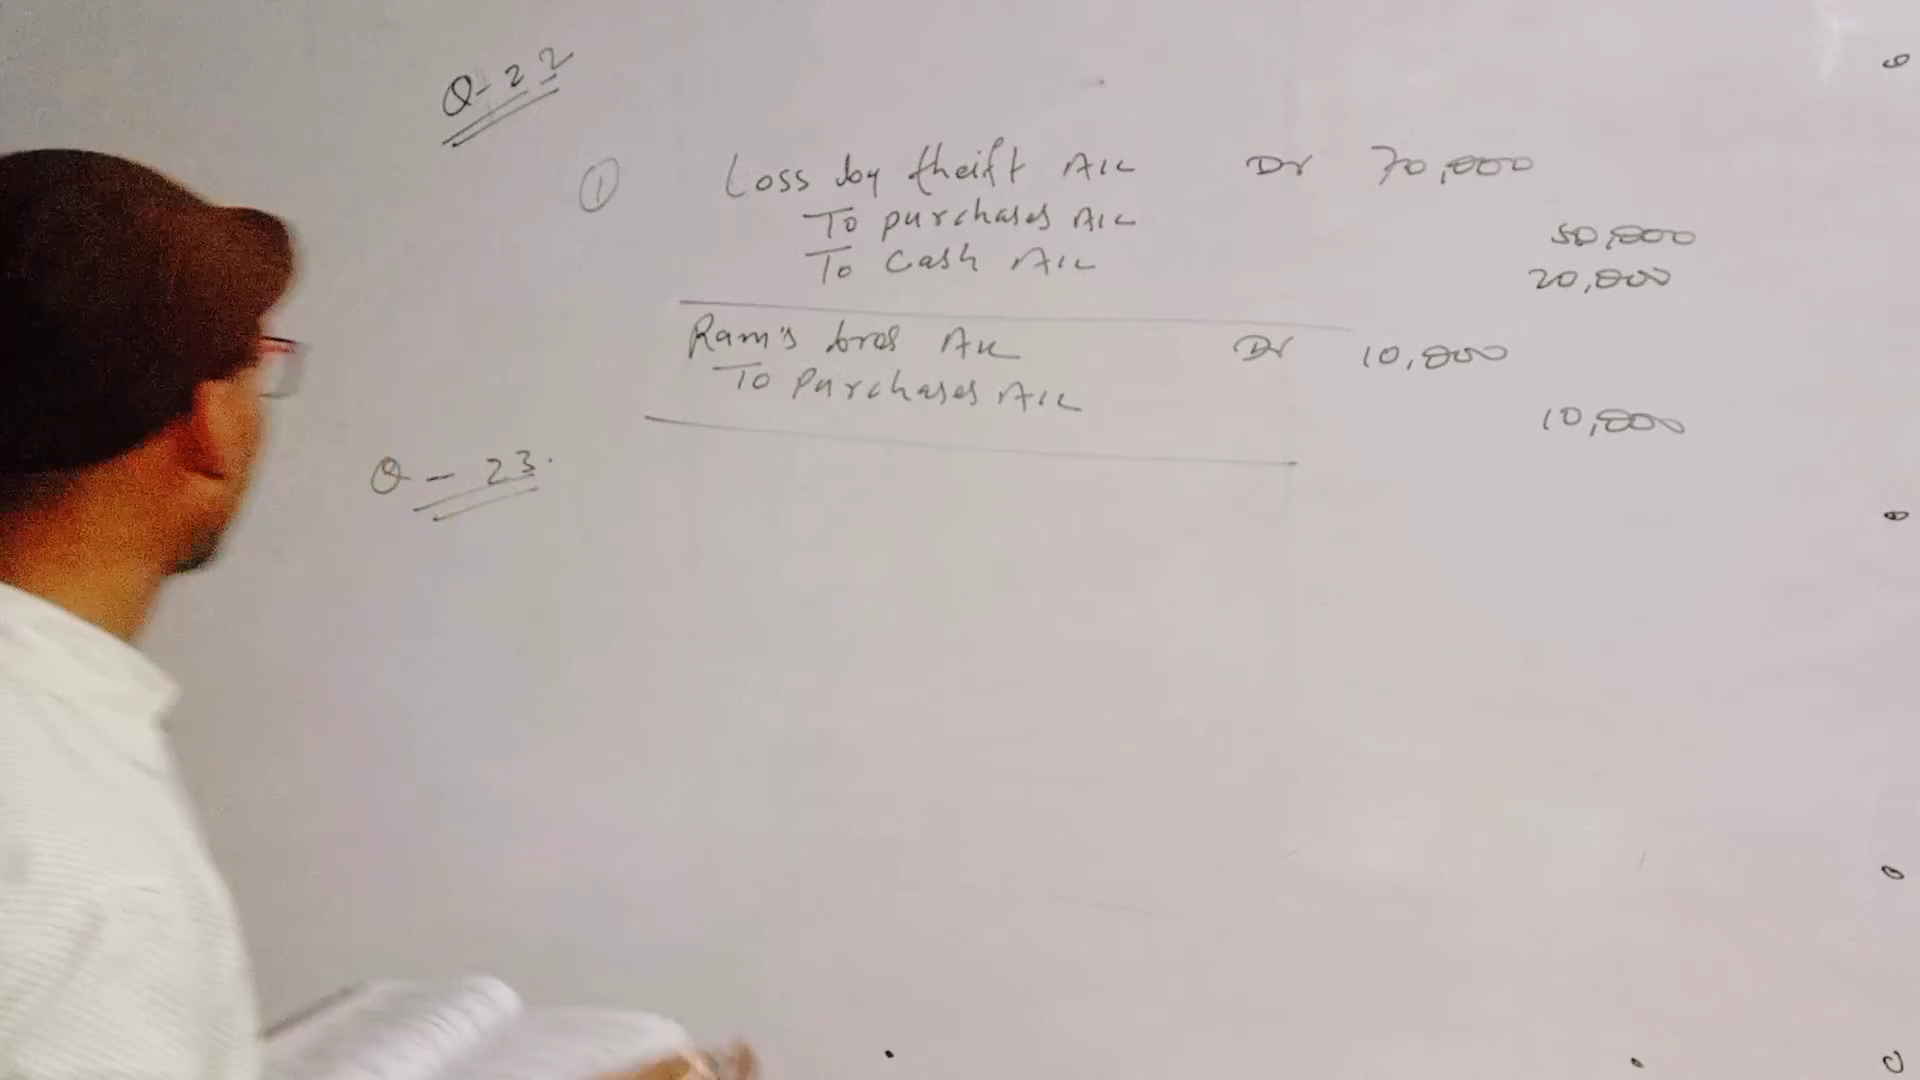 Q-22
① Loss by theift A/c Dr 70,000
To purchases A/c 50,000
To Cash A/c 20,000
Ram's bros A/c Dr 10,000
To Purchases A/c 10,000
Q-23.